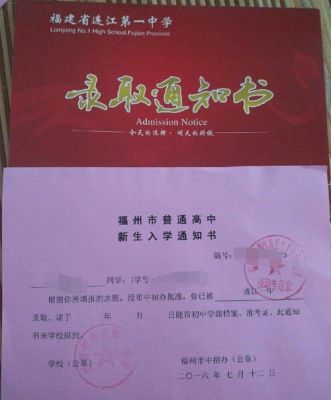 福建省连江第一中学
Lianjiang No.1 High School,Fujian Province
录取通知书
Admission Notice
今天的选择·明天的骄傲
福州市普通高中
新生入学通知书
编号:
同学:(学号
根据你所填报的志愿,经市中招办批准,你已被 连江一中
录取。请于 年 月 日随带初中学籍档案、准考证、此通知
书来学校报到。
学校(公章) 福州市中招办(公章)
二〇一六年七月十二日